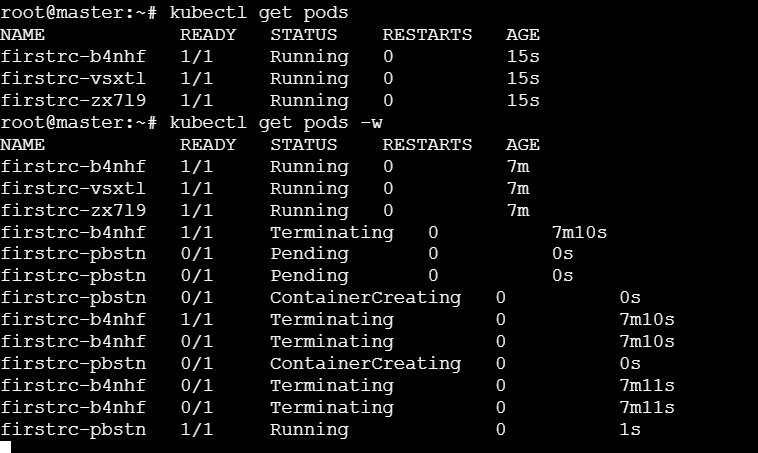 root@master:~# kubectl get pods
NAME READY STATUS RESTARTS AGE
firstrc-b4nhf 1/1 Running 0 15s
firstrc-vsxtl 1/1 Running 0 15s
firstrc-zx7l9 1/1 Running 0 15s
root@master:~# kubectl get pods -w
NAME READY STATUS RESTARTS AGE
firstrc-b4nhf 1/1 Running 0 7m
firstrc-vsxtl 1/1 Running 0 7m
firstrc-zx7l9 1/1 Running 0 7m
firstrc-b4nhf 1/1 Terminating 0 7m10s
firstrc-pbstn 0/1 Pending 0 0s
firstrc-pbstn 0/1 Pending 0 0s
firstrc-pbstn 0/1 ContainerCreating 0 0s
firstrc-b4nhf 1/1 Terminating 0 7m10s
firstrc-b4nhf 0/1 Terminating 0 7m10s
firstrc-pbstn 0/1 ContainerCreating 0 0s
firstrc-b4nhf 0/1 Terminating 0 7m11s
firstrc-b4nhf 0/1 Terminating 0 7m11s
firstrc-pbstn 1/1 Running 0 1s